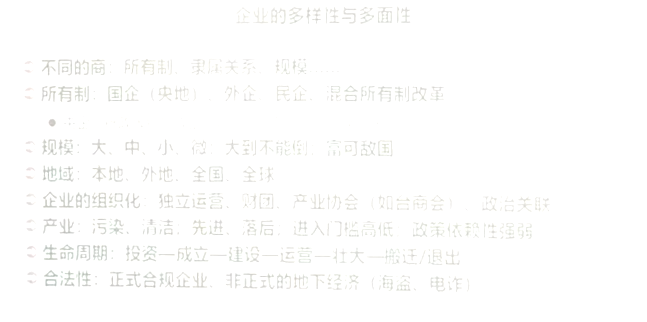 企业的多样性与多面性
不同的商：所有制、隶属关系、规模……
所有制：国企（央地）、外企、民企、混合所有制改革
规模：大、中、小、微，大到不能倒，富可敌国
地域：本地、外地、全国、全球
企业的组织化：独立运营、财团、产业协会（如台商会）、政治关联
产业：污染、清洁、先进、落后、进入门槛高低、政策依赖性强弱
生命周期：投资—成立—建设—运营—壮大—搬迁/退出
合法性：正式合规企业，非正式的地下经济（海盗、电诈）